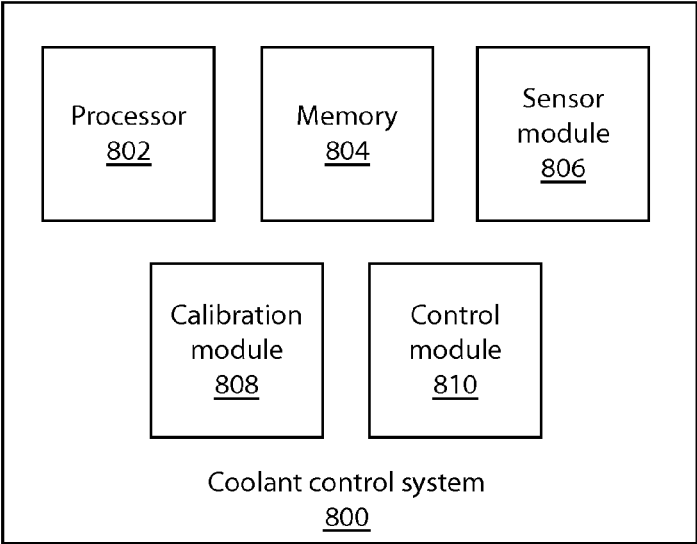 Processor
802
Memory
804
Sensor
module
806
Calibration
module
808
Control
module
810
Coolant control system
800